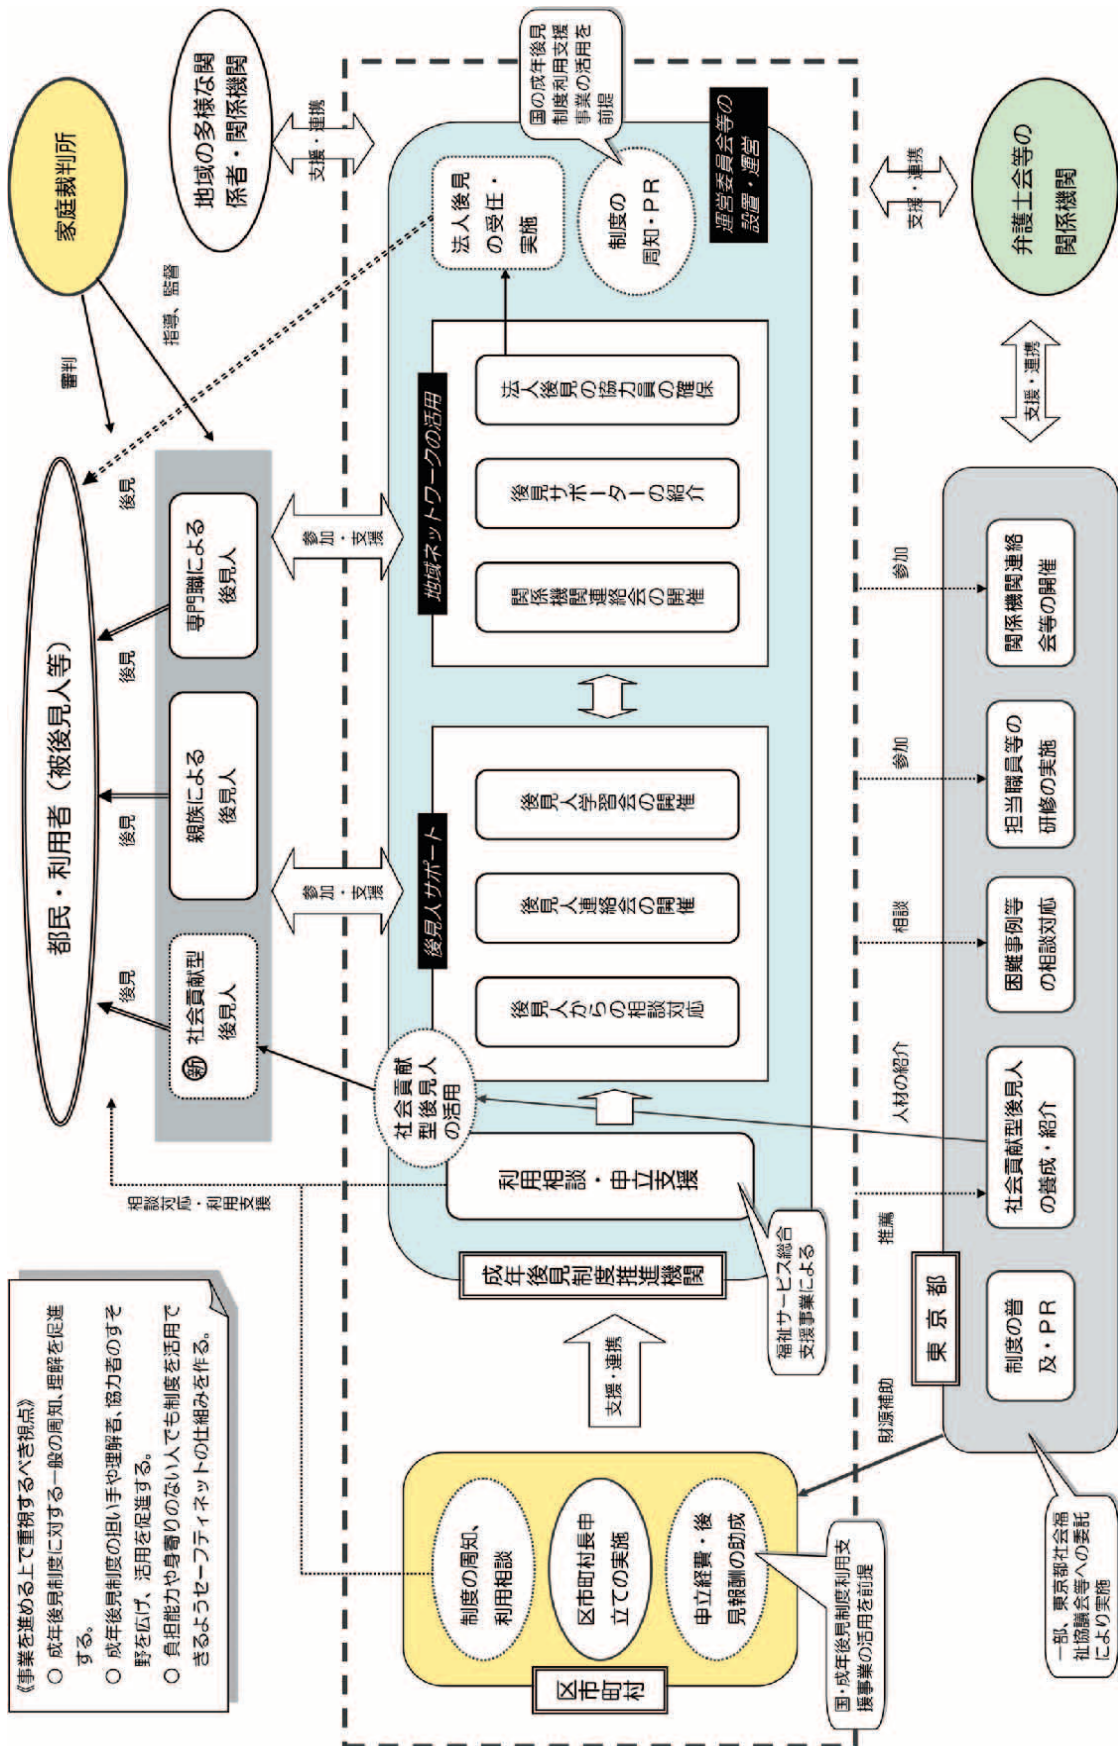 《事業を進める上で重視するべき視点》
○ 成年後見制度に対する一般の周知、理解を促進
する。
○ 成年後見制度の担い手や理解者、協力者のすそ
野を広げ、活用を促進する。
○ 負担能力や身寄りのない人でも制度を活用で
きるようセーフティネットの仕組みを作る。
都民・利用者（被後見人等）
家庭裁判所
審判
指導、監督
後見
後見
後見
後見
㊟新 社会貢献型
後見人
親族による
後見人
専門職による
後見人
地域の多様な関
係者・関係機関
相談対応・利用支援
参加・支援
参加・支援
支援・連携
区市町村
制度の周知、
利用相談
区市町村長申
立ての実施
申立経費・後
見報酬の助成
国・成年後見制度利用支
援事業の活用を前提
支援・連携
成年後見制度推進機関
利用相談・申立支援
福祉サービス総合
支援事業による
社会貢献
型後見人
の活用
後見人サポート
後見人からの相談対応
後見人連絡会の開催
後見人学習会の開催
地域ネットワークの活用
関係機関連絡会の開催
後見サポーターの紹介
法人後見の協力員の確保
法人後見
の受任・
実施
制度の
周知・PR
国の成年後見
制度利用支援
事業の活用を
前提
運営委員会等の
設置・運営
財源補助
推薦
人材の紹介
相談
参加
参加
支援・連携
東京都
制度の普
及・PR
社会貢献型後見人
の養成・紹介
困難事例等
の相談対応
担当職員等の
研修の実施
関係機関連絡
会等の開催
一部、東京都社会福
祉協議会等への委託
により実施
支援・連携
弁護士会等の
関係機関